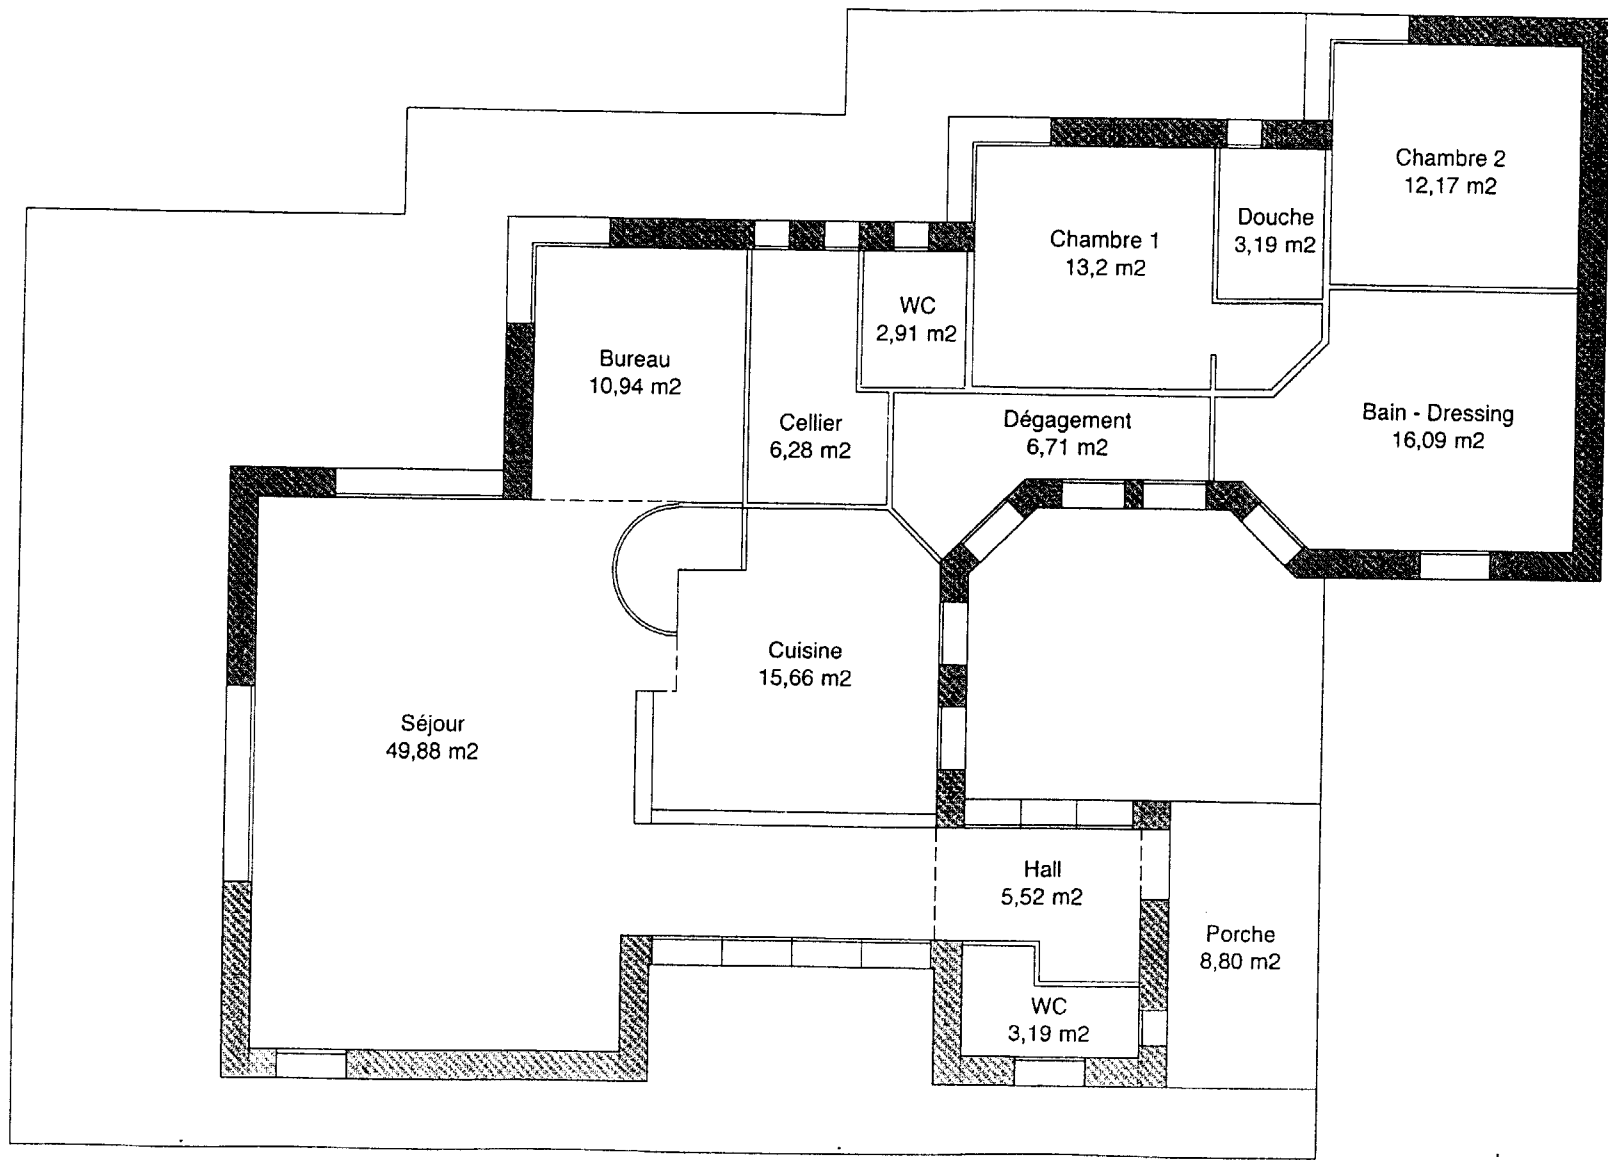 Chambre 2
12,17 m2
Douche
3,19 m2
Chambre 1
13,2 m2
WC
2,91 m2
Bureau
10,94 m2
Cellier
6,28 m2
Dégagement
6,71 m2
Bain - Dressing
16,09 m2
Cuisine
15,66 m2
Séjour
49,88 m2
Hall
5,52 m2
Porche
8,80 m2
WC
3,19 m2